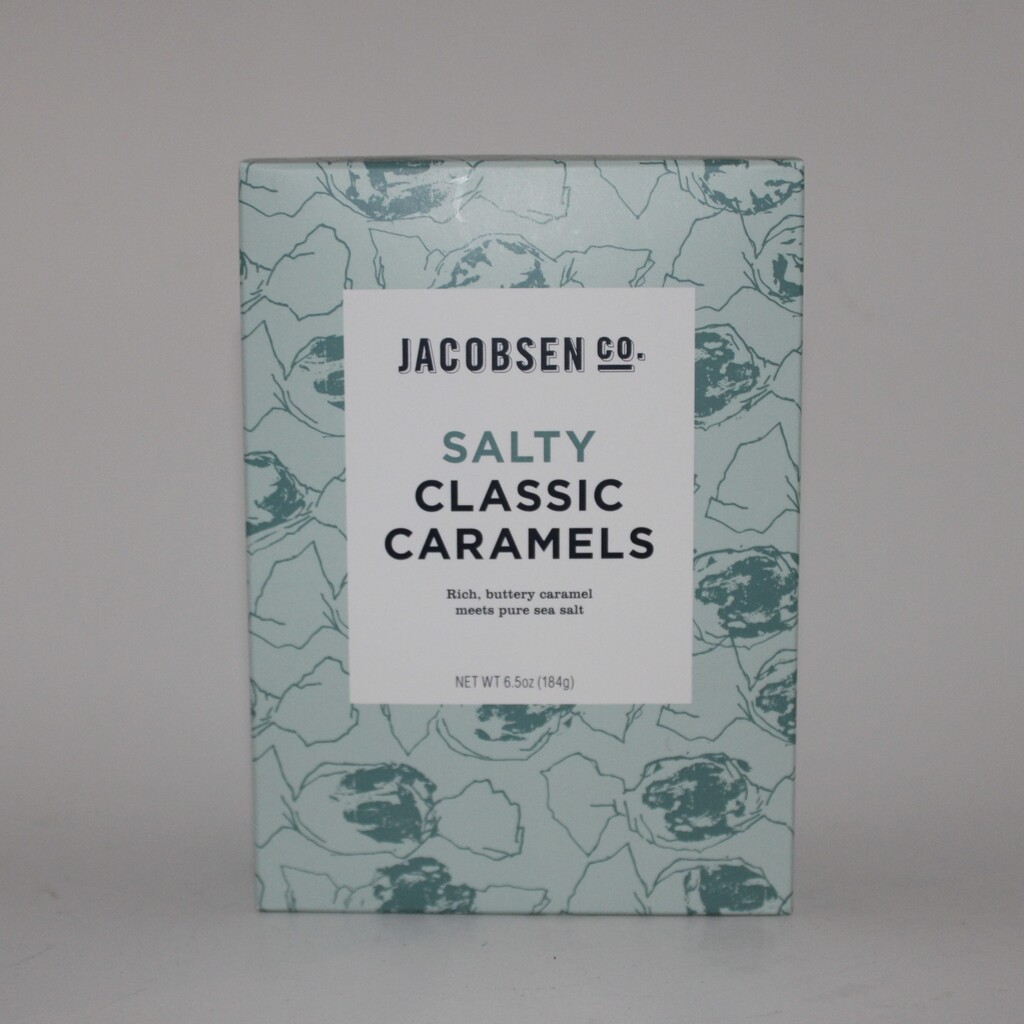 JACOBSEN CO.
SALTY
CLASSIC
CARAMELS
Rich, buttery caramel
meets pure sea salt
NET WT 6.5oz (184g)